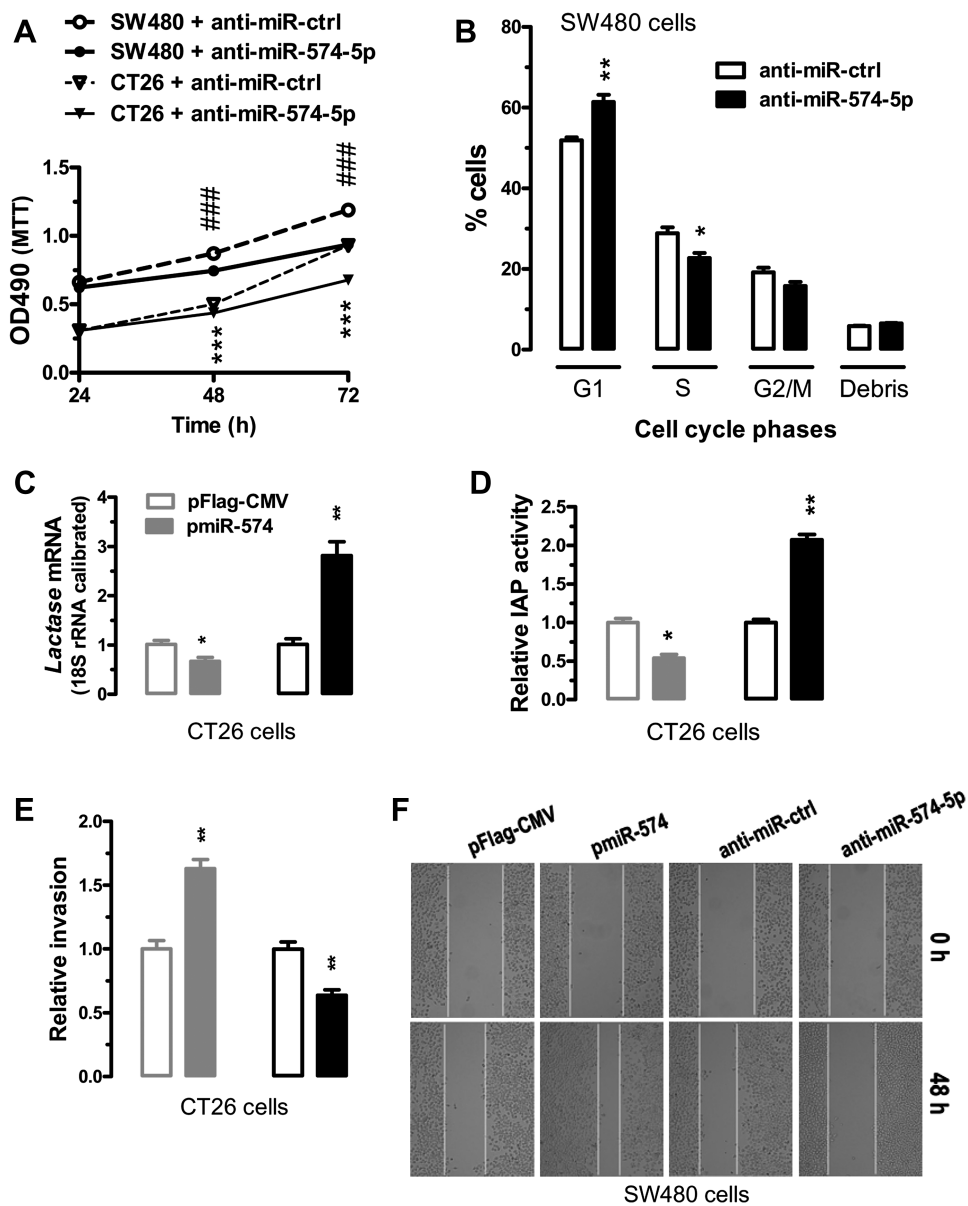 A
SW480 + anti-miR-ctrl
SW480 + anti-miR-574-5p
CT26 + anti-miR-ctrl
CT26 + anti-miR-574-5p
OD490 (MTT)
1.5
1.0
0.5
0.0
###
###
***
***
24
48
72
Time (h)
B
SW480 cells
anti-miR-ctrl
anti-miR-574-5p
% cells
80
60
40
20
0
**
*
G1
S
G2/M
Debris
Cell cycle phases
C
pFlag-CMV
pmiR-574
Lactase mRNA
(18S rRNA calibrated)
4
3
2
1
0
*
**
CT26 cells
D
Relative IAP activity
2.5
2.0
1.5
1.0
0.5
0.0
*
**
CT26 cells
E
Relative invasion
2.0
1.5
1.0
0.5
0.0
**
**
CT26 cells
F
pFlag-CMV
pmiR-574
anti-miR-ctrl
anti-miR-574-5p
0 h
48 h
SW480 cells